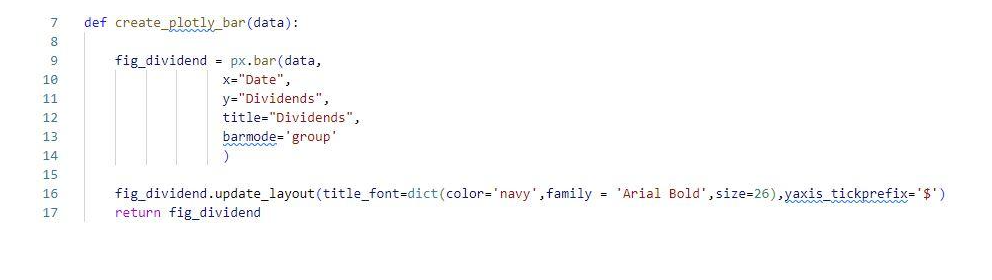 7 def create_plotly_bar(data):
8
9     fig_dividend = px.bar(data,
10                   x="Date",
11                   y="Dividends",
12                   title="Dividends",
13                   barmode='group'
14                   )
15
16     fig_dividend.update_layout(title_font=dict(color='navy',family = 'Arial Bold',size=26),yaxis_tickprefix='$')
17     return fig_dividend